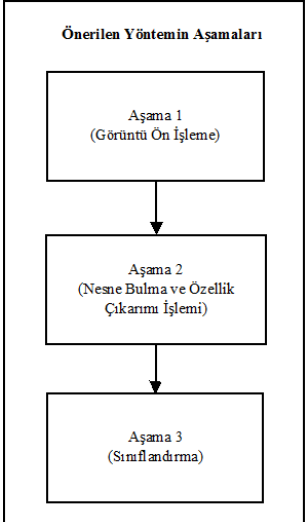 Önerilen Yöntemin Aşamaları
Aşama 1
(Görüntü Ön İşleme)
Aşama 2
(Nesne Bulma ve Özellik
Çıkarımı İşlemi)
Aşama 3
(Sınıflandırma)